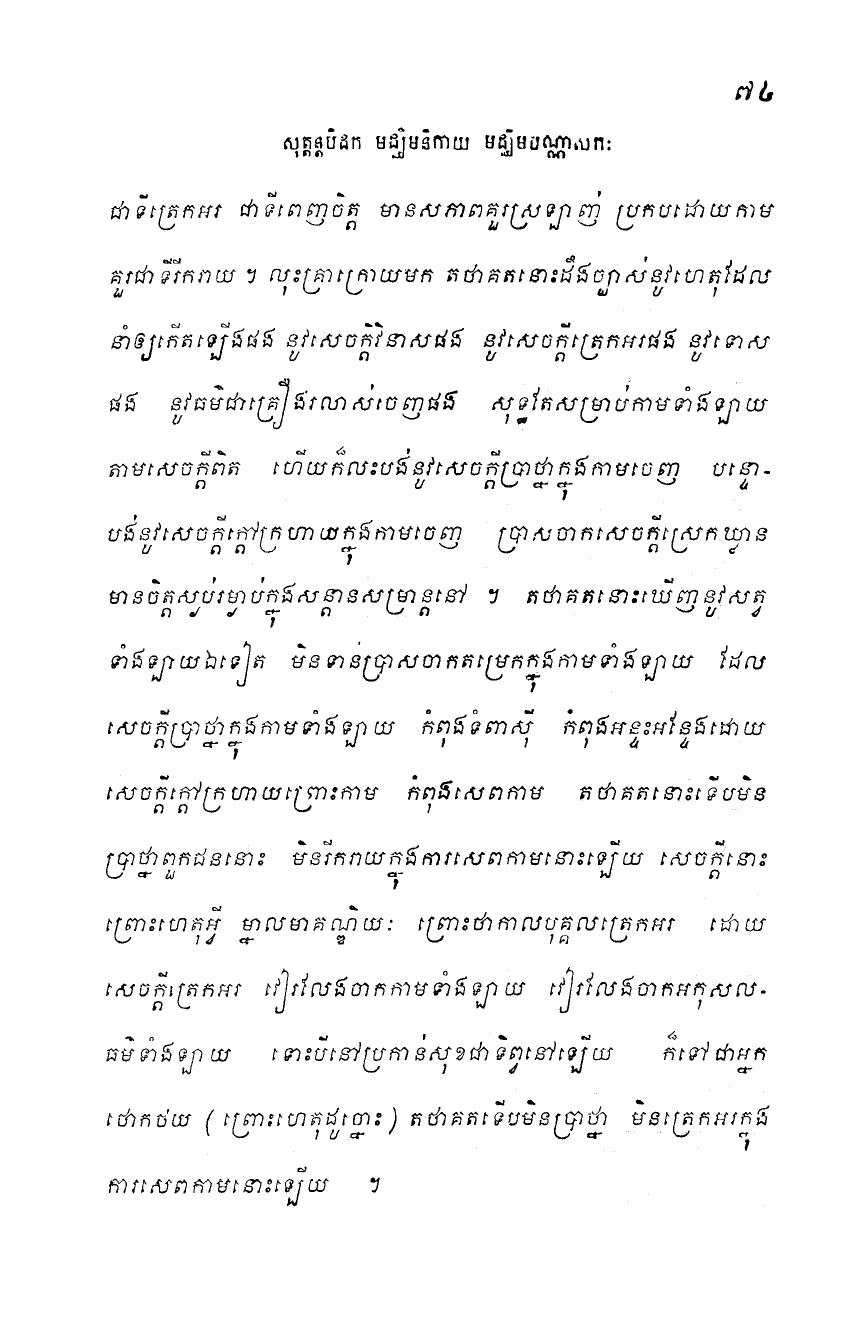 ៧៤
សុត្តន្តបិដក មជ្ឈិមនិកាយ មជ្ឈិមបណ្ណាសកៈ
ជាទីត្រេកអរ ជាទីពេញចិត្ត មានសភាពគួរស្រឡាញ់ ប្រកបដោយកាម
គួរជាទីរីករាយ ។ លុះគ្រាក្រោយមក តថាគតនោះដឹងច្បាស់នូវហេតុដែល
នាំឲ្យកើតឡើងផង នូវសេចក្តីវិនាសផង នូវសេចក្តីត្រេកអរផង នូវទោស
ផង នូវធម៌ជាគ្រឿងរលាស់ចេញផង សុទ្ធតែសម្រាប់កាមទាំងឡាយ
តាមសេចក្តីពិត ហើយក៏លះបង់នូវសេចក្តីប្រាថ្នាក្នុងកាមចេញ បន្ទោ-
បង់នូវសេចក្តីក្តៅក្រហាយក្នុងកាមចេញ ប្រាសចាកសេចក្តីស្រេកឃ្លាន
មានចិត្តស្ងប់រម្ងាប់ក្នុងសន្តានសម្រាន្តនៅ ។ តថាគតនោះឃើញនូវសត្វ
ទាំងឡាយឯទៀត មិនទាន់ប្រាសចាកតម្រេកក្នុងកាមទាំងឡាយ ដែល
សេចក្តីប្រាថ្នាក្នុងកាមទាំងឡាយ កំពុងទំពាស៊ី កំពុងអន្ទះអន្ទែងដោយ
សេចក្តីក្តៅក្រហាយព្រោះកាម កំពុងសេពកាម តថាគតនោះទើបមិន
ប្រាថ្នាពួកជននោះ មិនរីករាយក្នុងការសេពកាមនោះឡើយ សេចក្តីនោះ
ព្រោះហេតុអ្វី ម្នាលមាគណ្ឌិយៈ ព្រោះថាកាលបុគ្គលត្រេកអរ ដោយ
សេចក្តីត្រេកអរ វៀរលែងចាកកាមទាំងឡាយ វៀរលែងចាកអកុសល-
ធម៌ទាំងឡាយ ទោះបីនៅប្រកាន់សុខជាទិព្វនៅឡើយ ក៏ទៅជាអ្នក
ថោកថយ (ព្រោះហេតុដូច្នោះ) តថាគតទើបមិនប្រាថ្នា មិនត្រេកអរក្នុង
ការសេពកាមនោះឡើយ ។